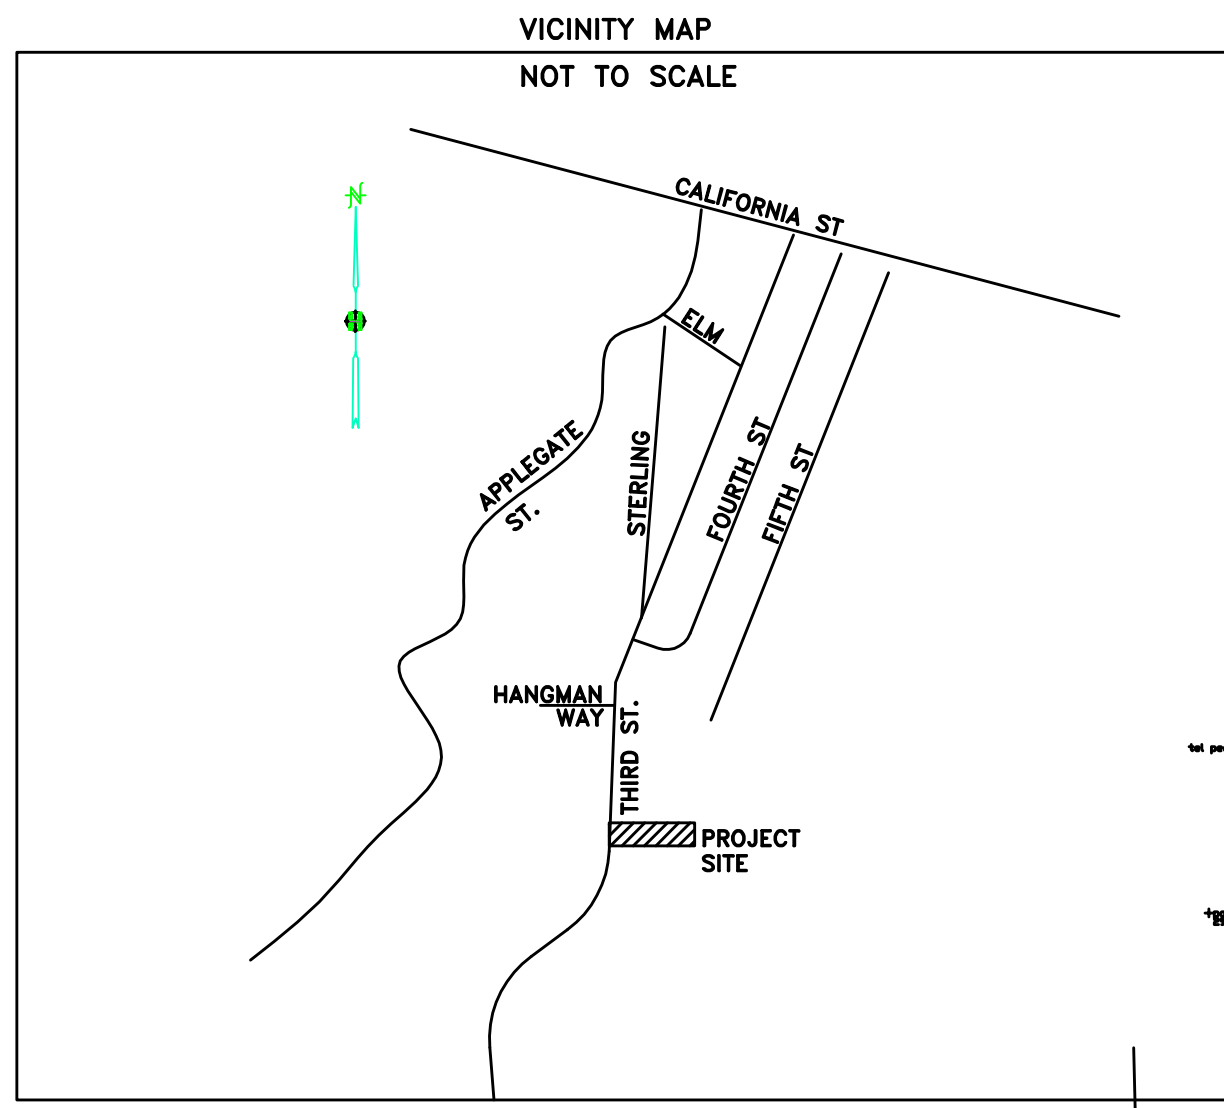 VICINITY MAP
NOT TO SCALE
N
CALIFORNIA ST
ELM
APPLEGATE
ST.
STERLING
FOURTH ST
FIFTH ST
HANGMAN
WAY
THIRD ST.
PROJECT
SITE
tel